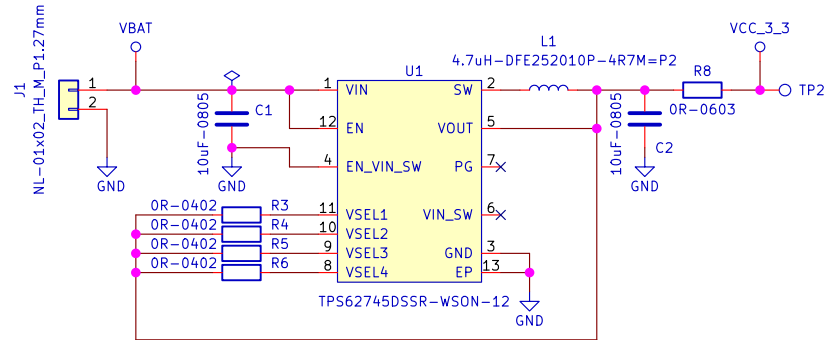 VBAT
VCC_3_3
L1
4.7uH-DFE252010P-4R7M=P2
J1
NL-01x02_TH_M_P1.27mm
1
2
GND
C1
10uF-0805
GND
U1
1 VIN
12 EN
4 EN_VIN_SW
11 VSEL1
10 VSEL2
9 VSEL3
8 VSEL4
SW 2
VOUT 5
PG 7
VIN_SW 6
GND 3
EP 13
TPS62745DSSR-WSON-12
0R-0402 R3
0R-0402 R4
0R-0402 R5
0R-0402 R6
GND
10uF-0805
C2
GND
R8
0R-0603
TP2